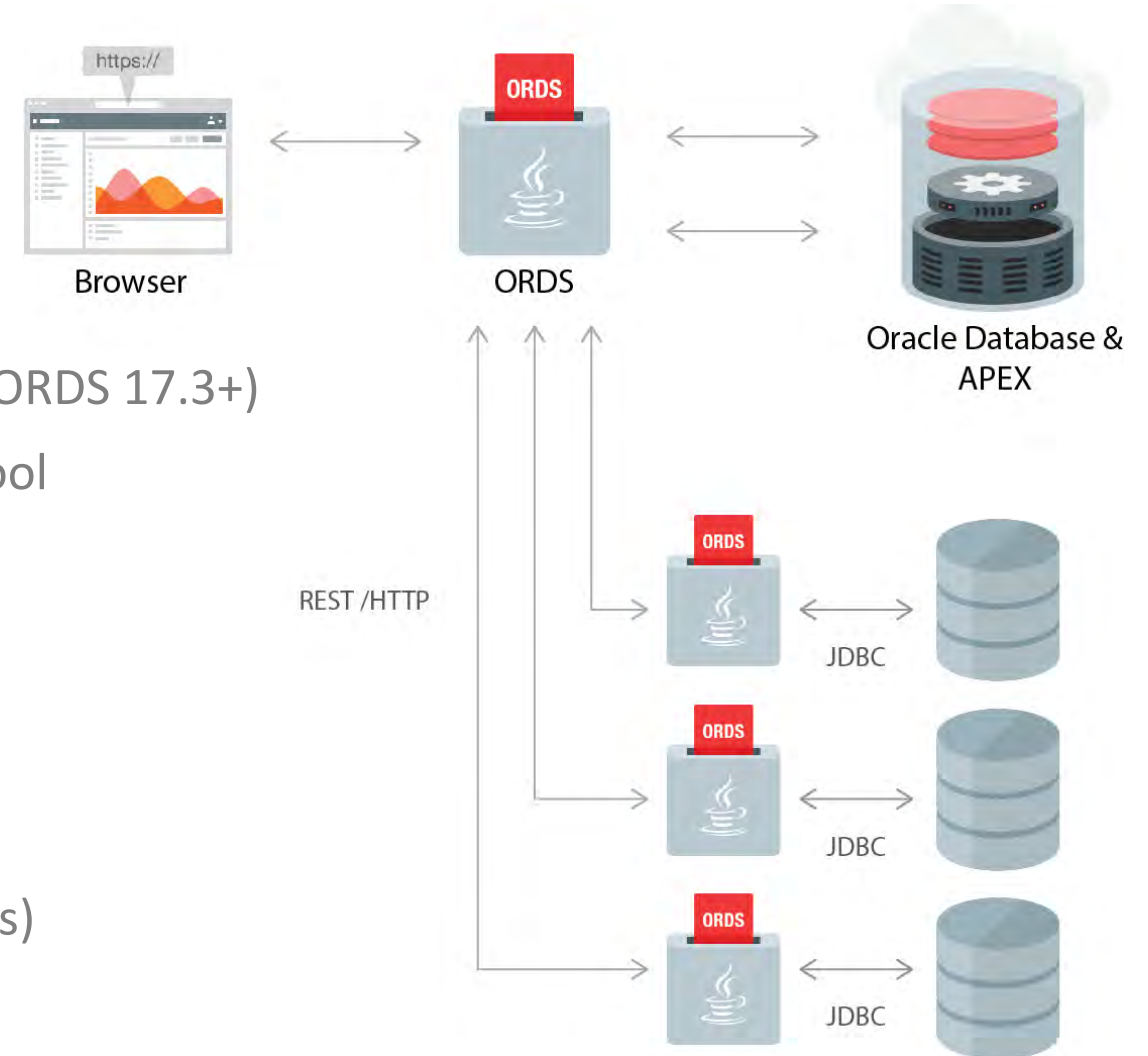 https://
ORDS
Browser
ORDS
Oracle Database &
APEX
ORDS 17.3+)
ool
ORDS
REST /HTTP
JDBC
ORDS
JDBC
s)
ORDS
JDBC